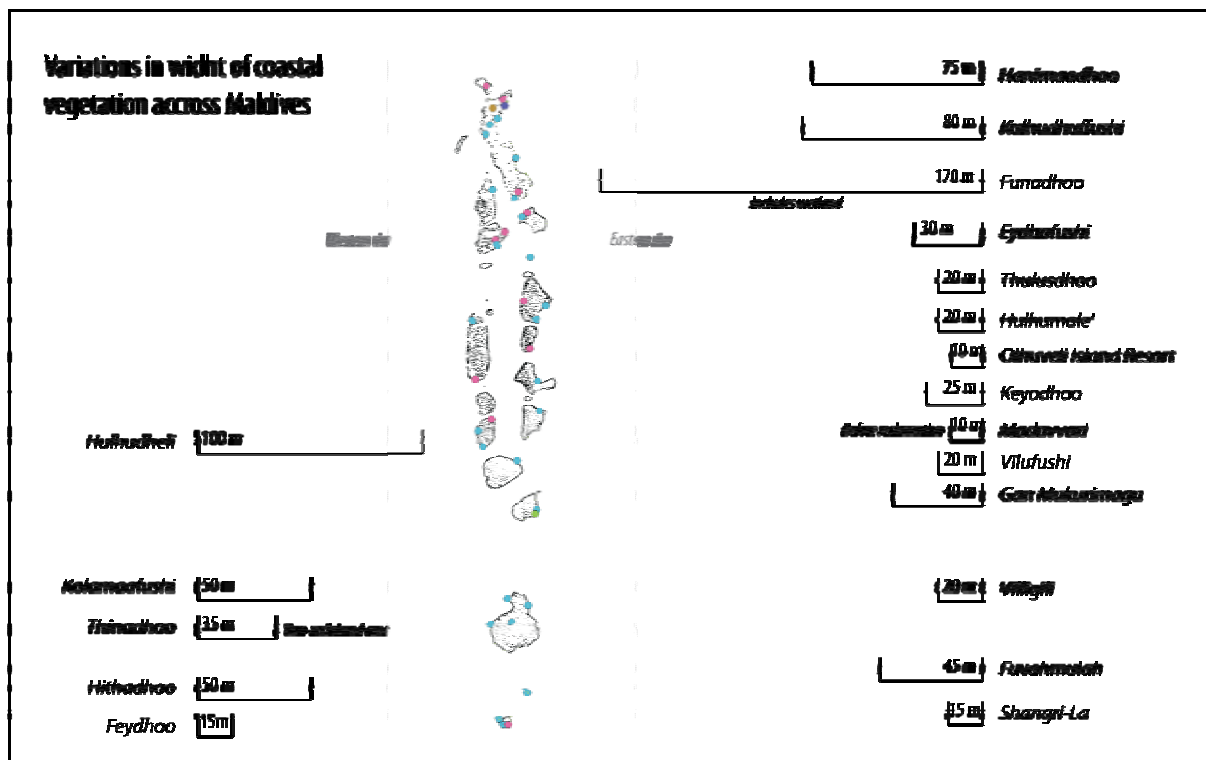 Variations in widht of coastal
vegetation accross Maldives
75 m Hanimaadhoo
80 m Kulhudhuffushi
170 m Funadhoo
Includes wetland
Western side
Eastern side
30 m Eydhafushi
20 m Thulusdhoo
20 m Hulhumale'
10 m Olhuveli Island Resort
25 m Keyodhoo
Hulhudheli 100 m
10 m Maduvvari
20 m Vilufushi
40 m Gan Mukurimagu
Kolamaafushi 50 m
20 m Villigili
Thinadhoo 35 m
Hithadhoo 50 m
45 m Fuvahmulah
Feydhoo 15m
15 m Shangri-La